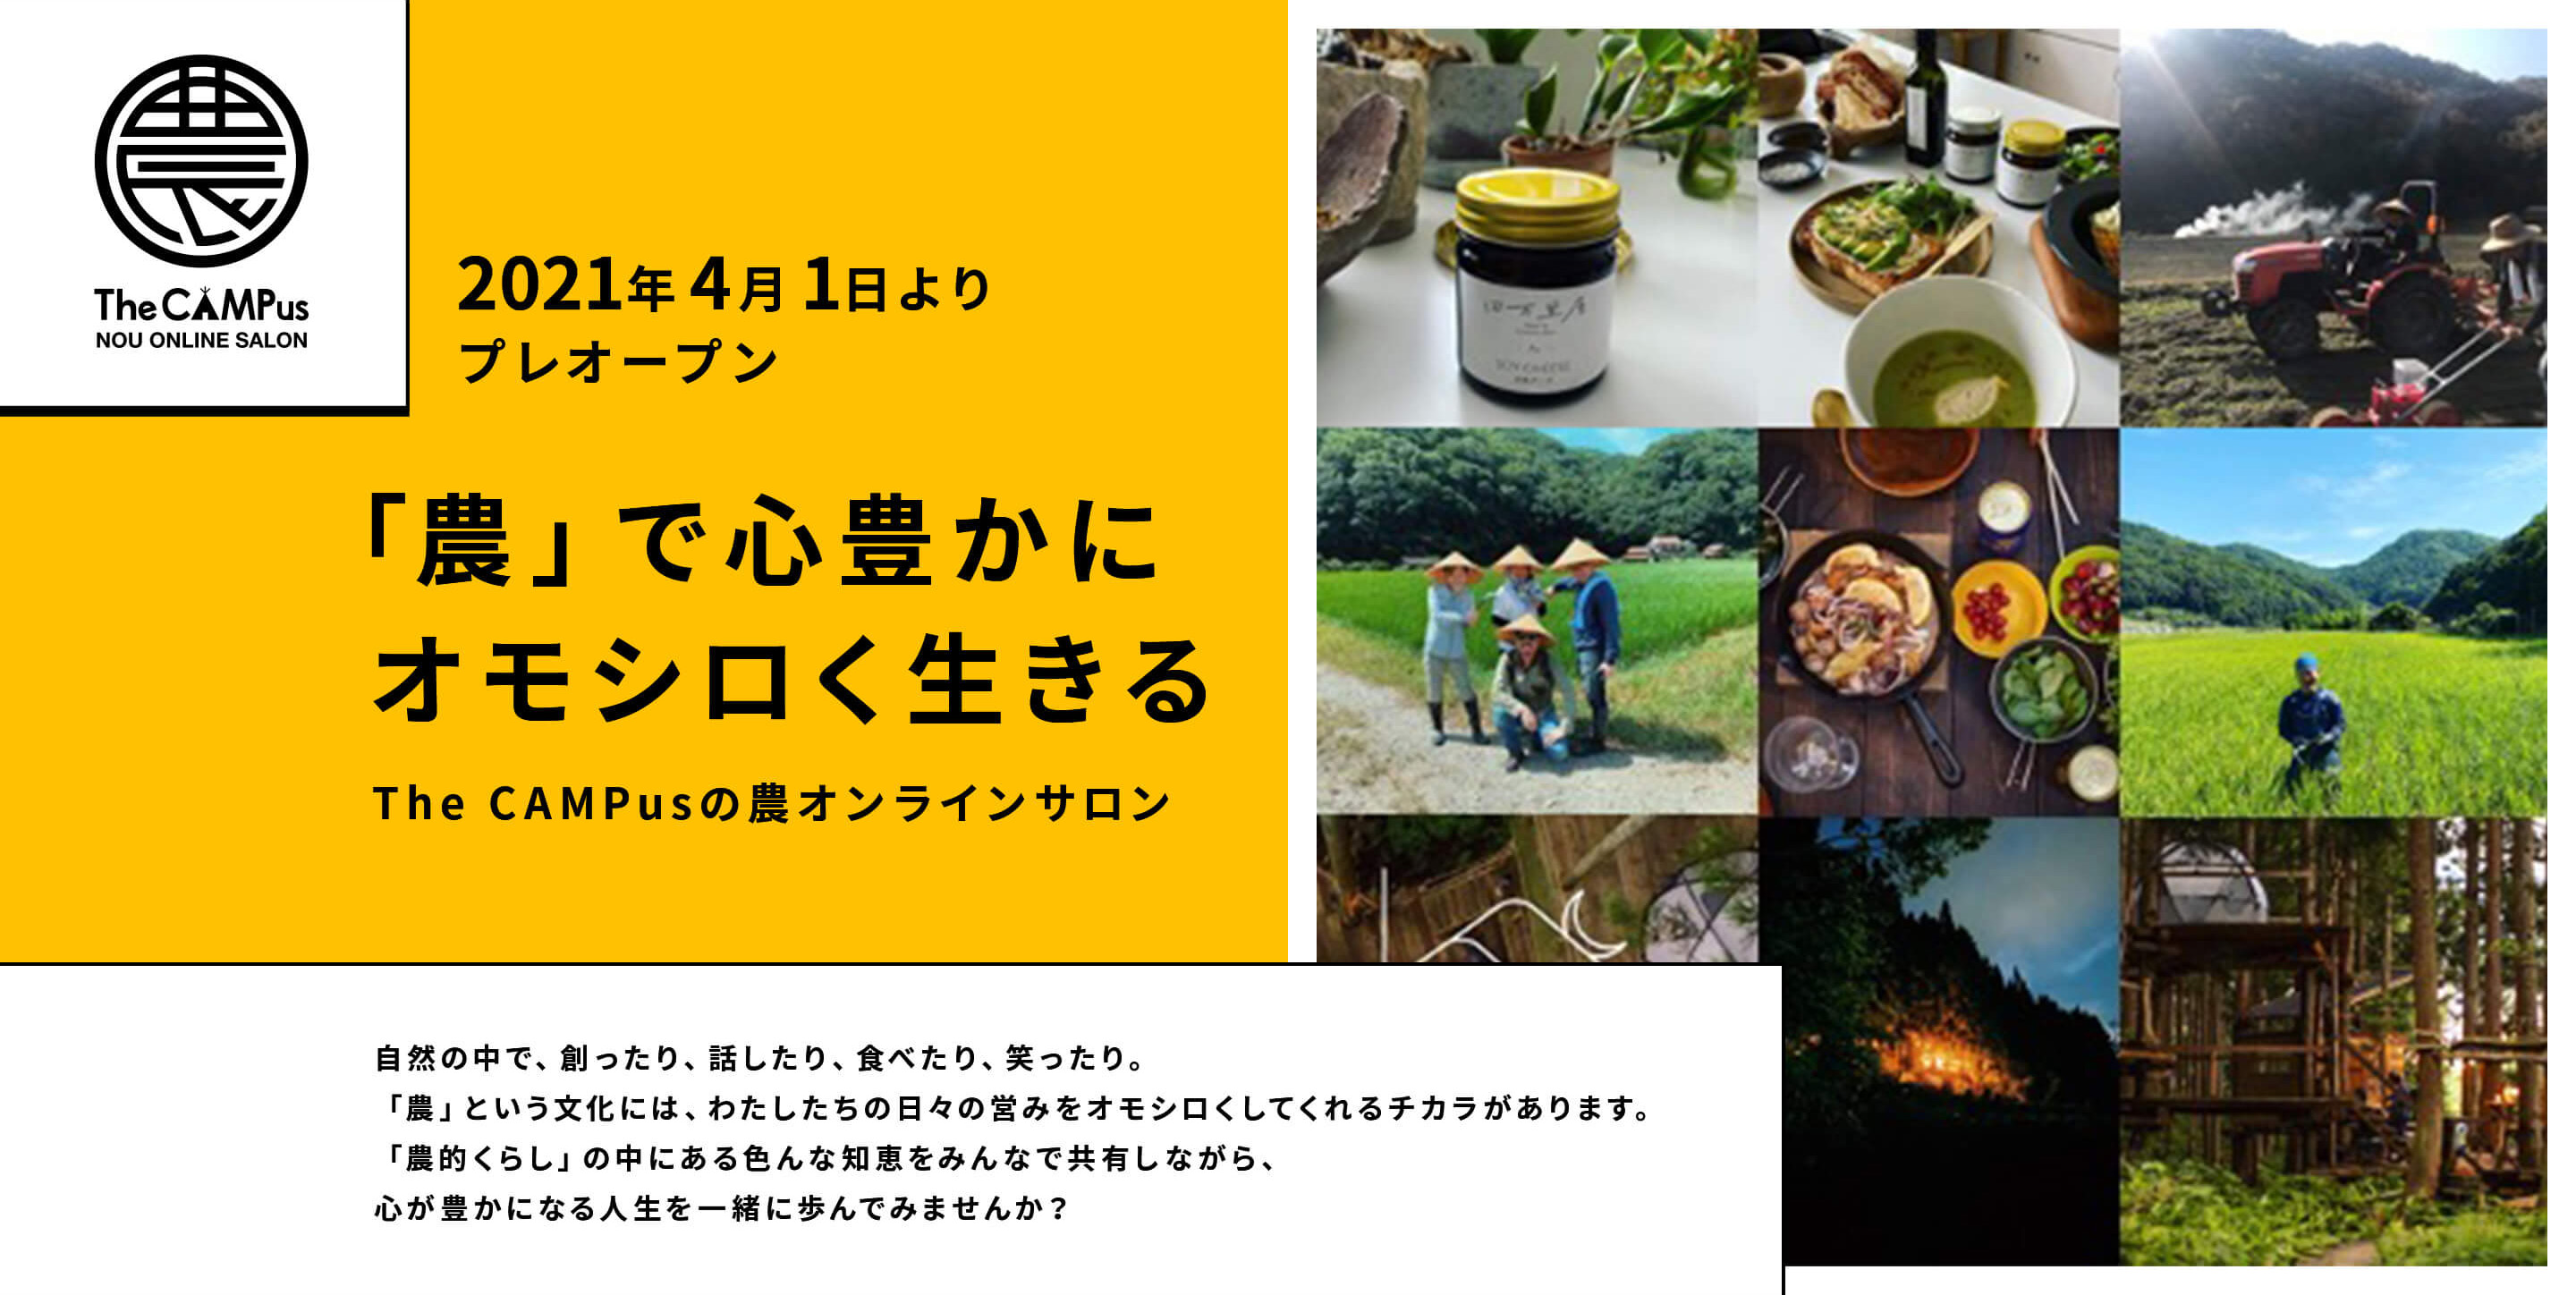 農
The CAMPus
NOU ONLINE SALON
2021年4月1日より
プレオープン
「農」で心豊かに
オモシロく生きる
The CAMPusの農オンラインサロン
自然の中で、創ったり、話したり、食べたり、笑ったり。
「農」という文化には、わたしたちの日々の営みをオモシロくしてくれるチカラがあります。
「農的くらし」の中にある色んな知恵をみんなで共有しながら、
心が豊かになる人生を一緒に歩んでみませんか？